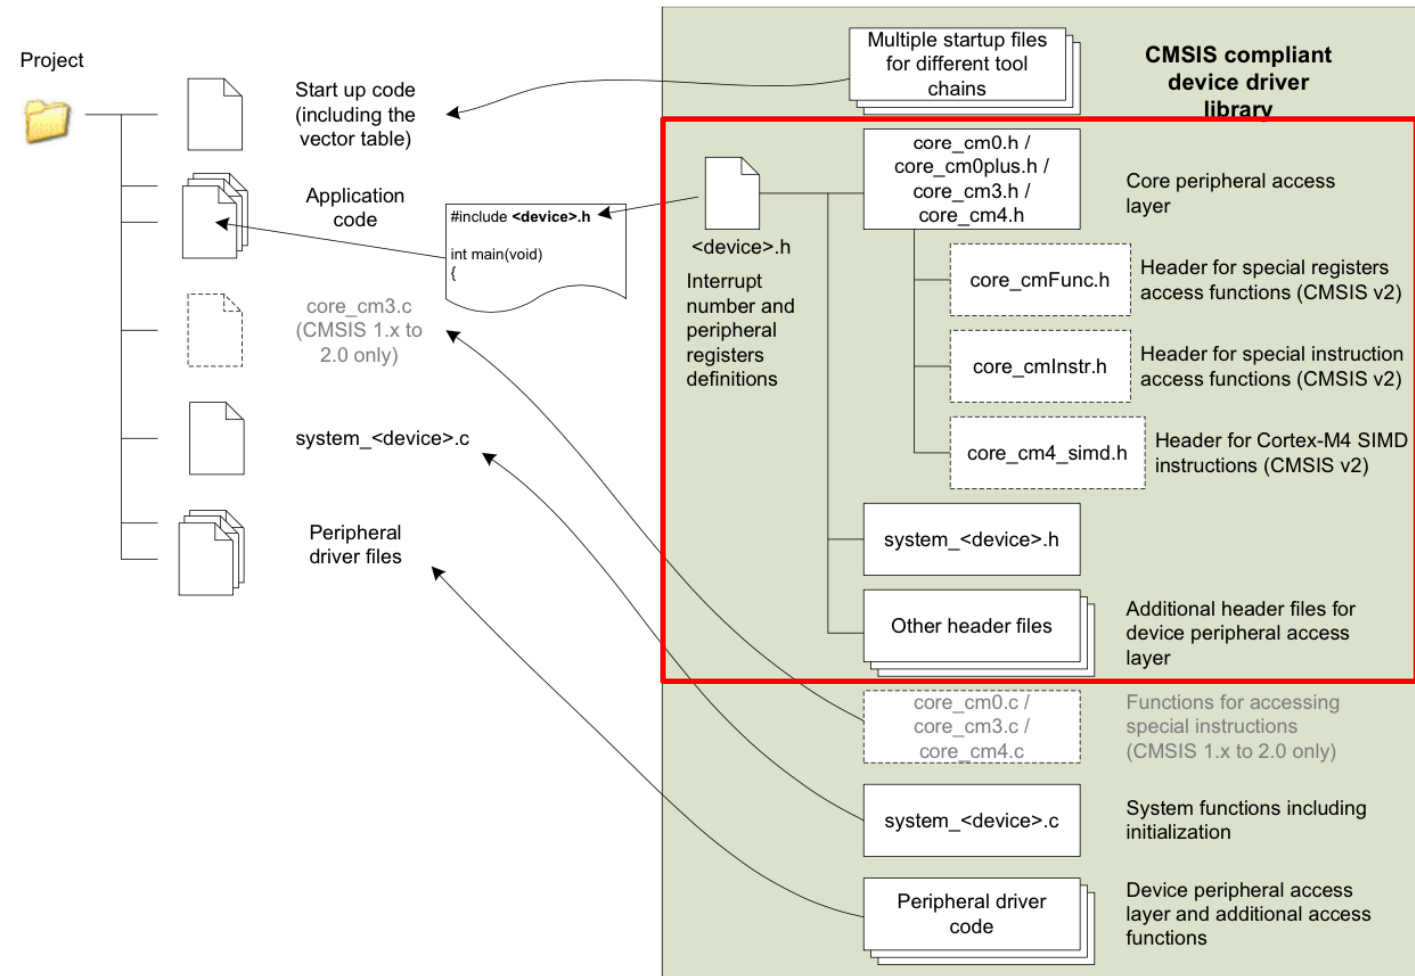 Project
Start up code
(including the
vector table)
Application
code
#include <device>.h
int main(void)
{
core_cm3.c
(CMSIS 1.x to
2.0 only)
system_<device>.c
Peripheral
driver files
Multiple startup files
for different tool
chains
CMSIS compliant
device driver
library
<device>.h
Interrupt
number and
peripheral
registers
definitions
core_cm0.h /
core_cm0plus.h /
core_cm3.h /
core_cm4.h
Core peripheral access
layer
core_cmFunc.h
Header for special registers
access functions (CMSIS v2)
core_cmInstr.h
Header for special instruction
access functions (CMSIS v2)
core_cm4_simd.h
Header for Cortex-M4 SIMD
instructions (CMSIS v2)
system_<device>.h
Other header files
Additional header files for
device peripheral access
layer
core_cm0.c /
core_cm3.c /
core_cm4.c
Functions for accessing
special instructions
(CMSIS 1.x to 2.0 only)
system_<device>.c
System functions including
initialization
Peripheral driver
code
Device peripheral access
layer and additional access
functions